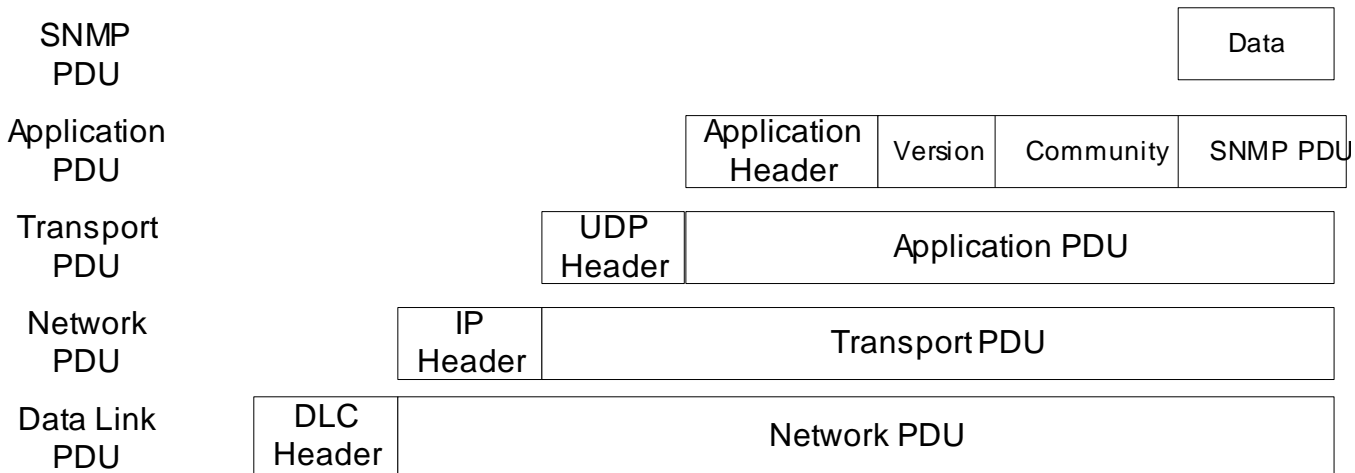 SNMP
PDU
Data
Application
PDU
Application
Header
Version
Community
SNMP PDU
Transport
PDU
UDP
Header
Application PDU
Network
PDU
IP
Header
Transport PDU
Data Link
PDU
DLC
Header
Network PDU